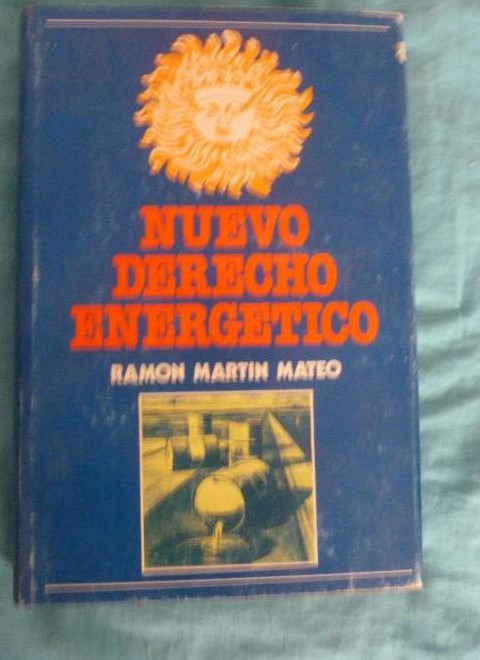 NUEVO
DERECHO
ENERGETICO
RAMON MARTIN MATEO